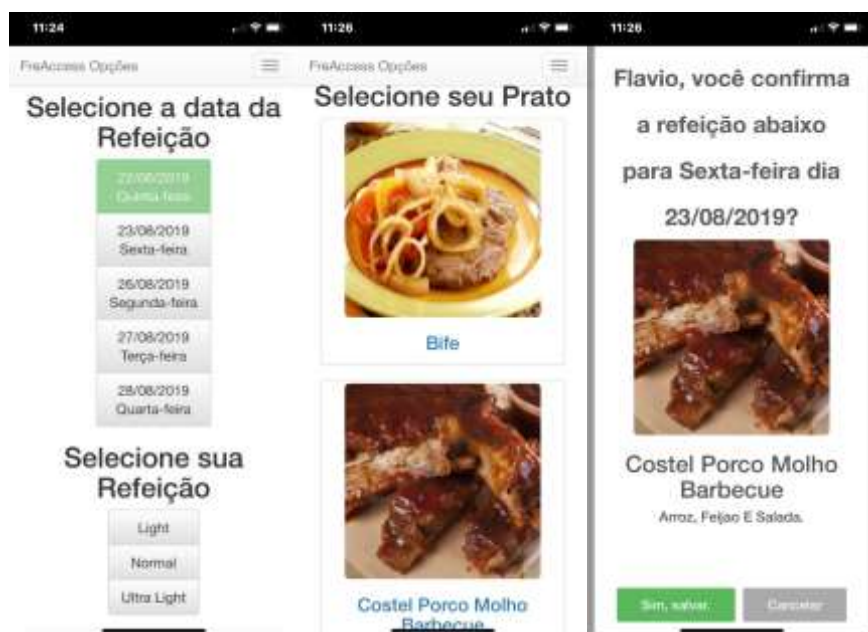 11:24
FreAccess Opções
Selecione a data da
Refeição
22/08/2019
Quinta-feira
23/08/2019
Sexta-feira
26/08/2019
Segunda-feira
27/08/2019
Terça-feira
28/08/2019
Quarta-feira
Selecione sua
Refeição
Light
Normal
Ultra Light
11:26
FreAccess Opções
Selecione seu Prato
Bife
Costel Porco Molho
Barbecue
11:26
Flavio, você confirma
a refeição abaixo
para Sexta-feira dia
23/08/2019?
Costel Porco Molho
Barbecue
Arroz, Feijao E Salada.
Sim, salvar.
Cancelar